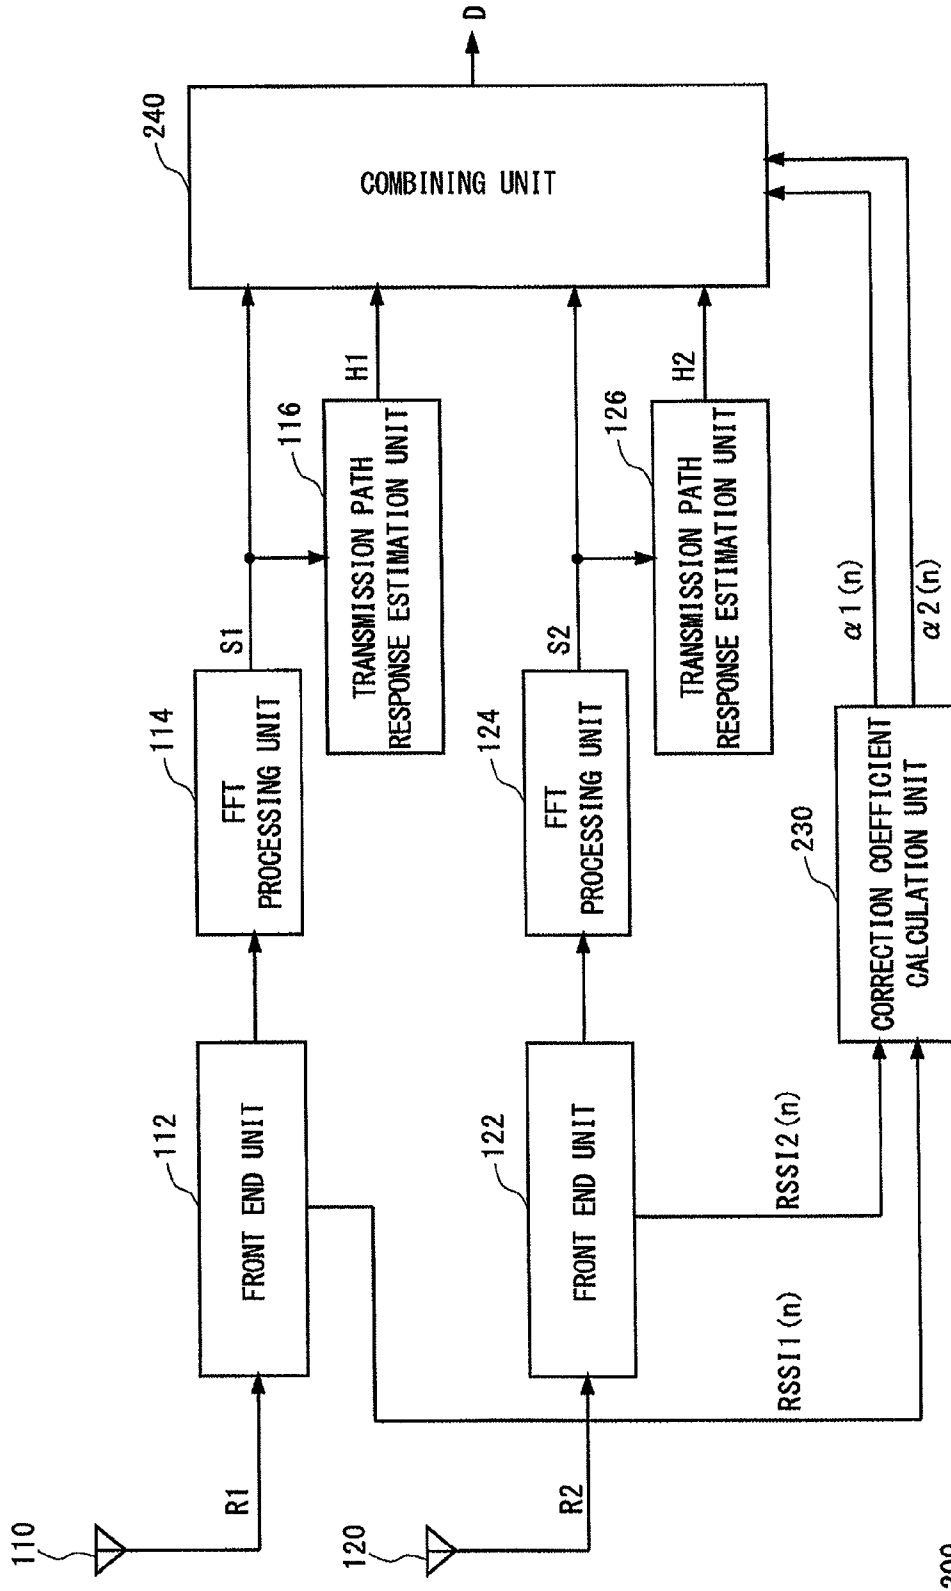 110
R1
112
FRONT END UNIT
114
FFT
PROCESSING UNIT
S1
116
TRANSMISSION PATH
RESPONSE ESTIMATION UNIT
H1
240
COMBINING UNIT
D
120
R2
122
FRONT END UNIT
124
FFT
PROCESSING UNIT
S2
126
TRANSMISSION PATH
RESPONSE ESTIMATION UNIT
H2
RSSI1(n)
RSSI2(n)
230
CORRECTION COEFFICIENT
CALCULATION UNIT
α1(n)
α2(n)